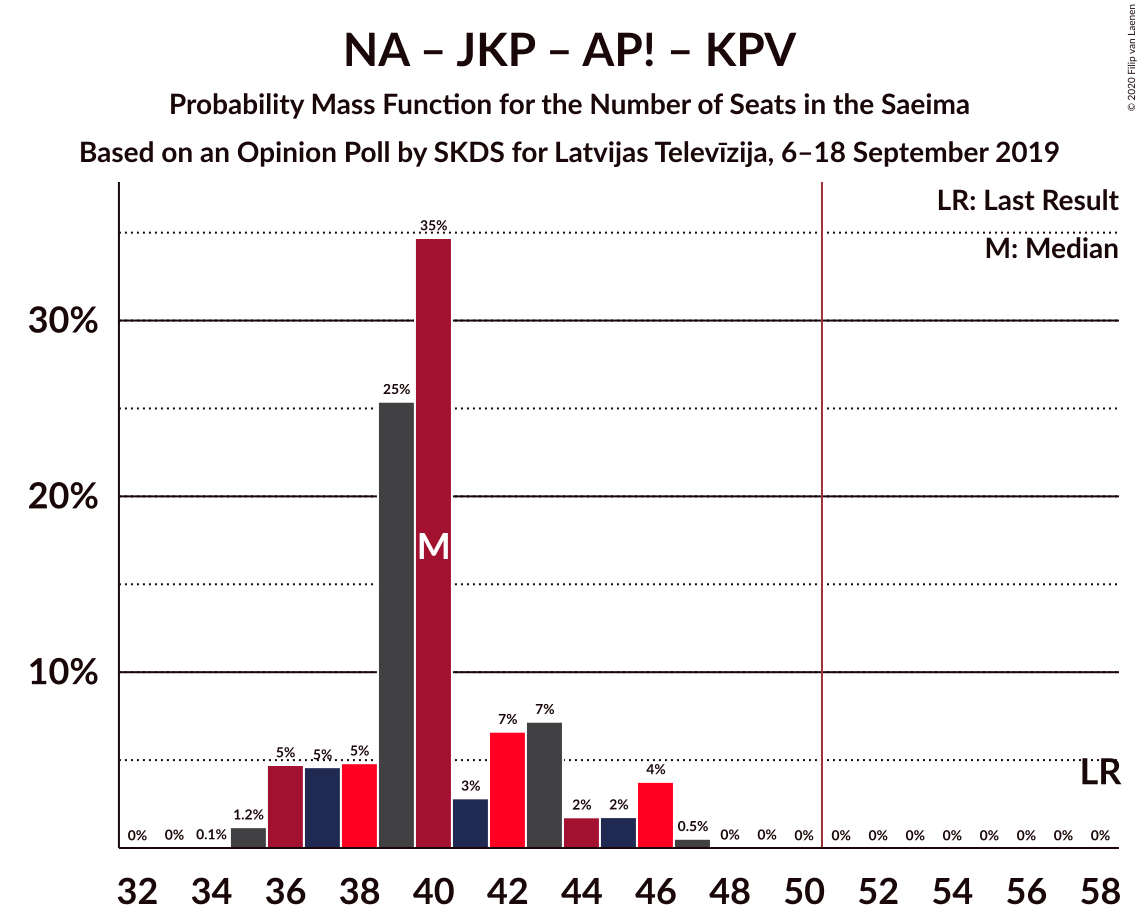 NA – JKP – AP! – KPV
Probability Mass Function for the Number of Seats in the Saeima
Based on an Opinion Poll by SKDS for Latvijas Televīzija, 6–18 September 2019
© 2020 Filip van Laenen
LR: Last Result
M: Median
30%
20%
10%
0% 0% 0.1% 1.2% 5% 5% 5% 25% 35% 3% 7% 7% 2% 2% 4% 0.5% 0% 0% 0% 0% 0% 0% 0% 0% 0% 0% 0%
M
LR
32 34 36 38 40 42 44 46 48 50 52 54 56 58